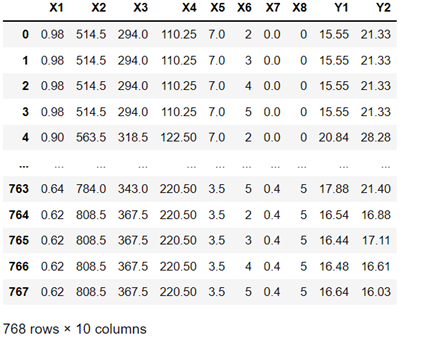 X1 X2 X3 X4 X5 X6 X7 X8 Y1 Y2
0 0.98 514.5 294.0 110.25 7.0 2 0.0 0 15.55 21.33
1 0.98 514.5 294.0 110.25 7.0 3 0.0 0 15.55 21.33
2 0.98 514.5 294.0 110.25 7.0 4 0.0 0 15.55 21.33
3 0.98 514.5 294.0 110.25 7.0 5 0.0 0 15.55 21.33
4 0.90 563.5 318.5 122.50 7.0 2 0.0 0 20.84 28.28
... ... ... ... ... ... ... ... ... ... ...
763 0.64 784.0 343.0 220.50 3.5 5 0.4 5 17.88 21.40
764 0.62 808.5 367.5 220.50 3.5 2 0.4 5 16.54 16.88
765 0.62 808.5 367.5 220.50 3.5 3 0.4 5 16.44 17.11
766 0.62 808.5 367.5 220.50 3.5 4 0.4 5 16.48 16.61
767 0.62 808.5 367.5 220.50 3.5 5 0.4 5 16.64 16.03
768 rows × 10 columns